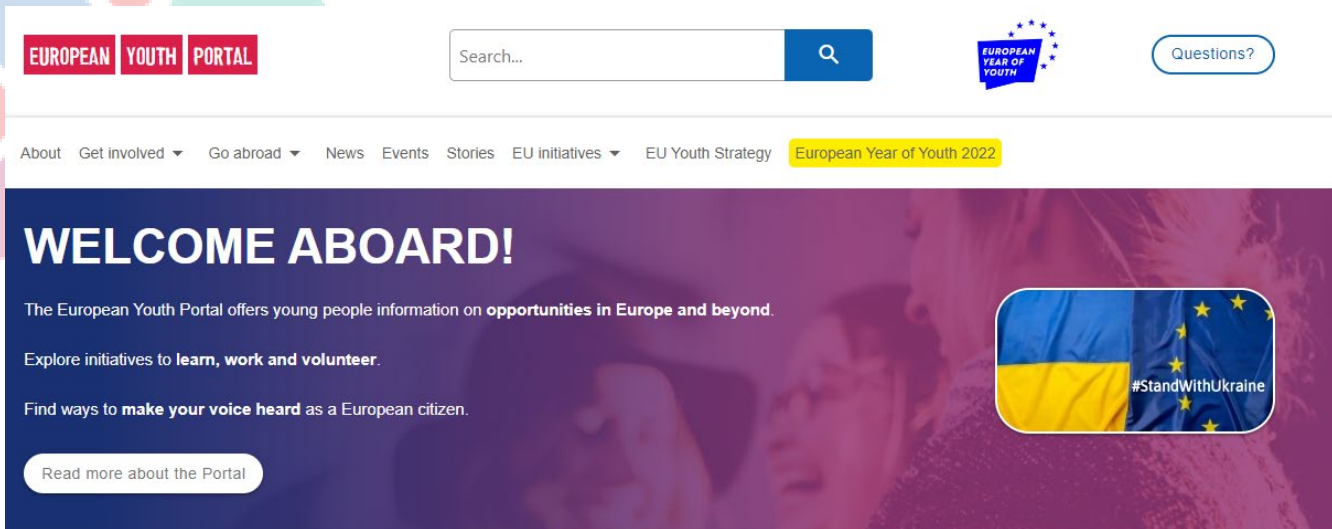 EUROPEAN YOUTH PORTAL
Search...
EUROPEAN
YEAR OF
YOUTH
Questions?
About Get involved Go abroad News Events Stories EU initiatives EU Youth Strategy European Year of Youth 2022
WELCOME ABOARD!
The European Youth Portal offers young people information on opportunities in Europe and beyond.
Explore initiatives to learn, work and volunteer.
#StandWithUkraine
Find ways to make your voice heard as a European citizen.
Read more about the Portal